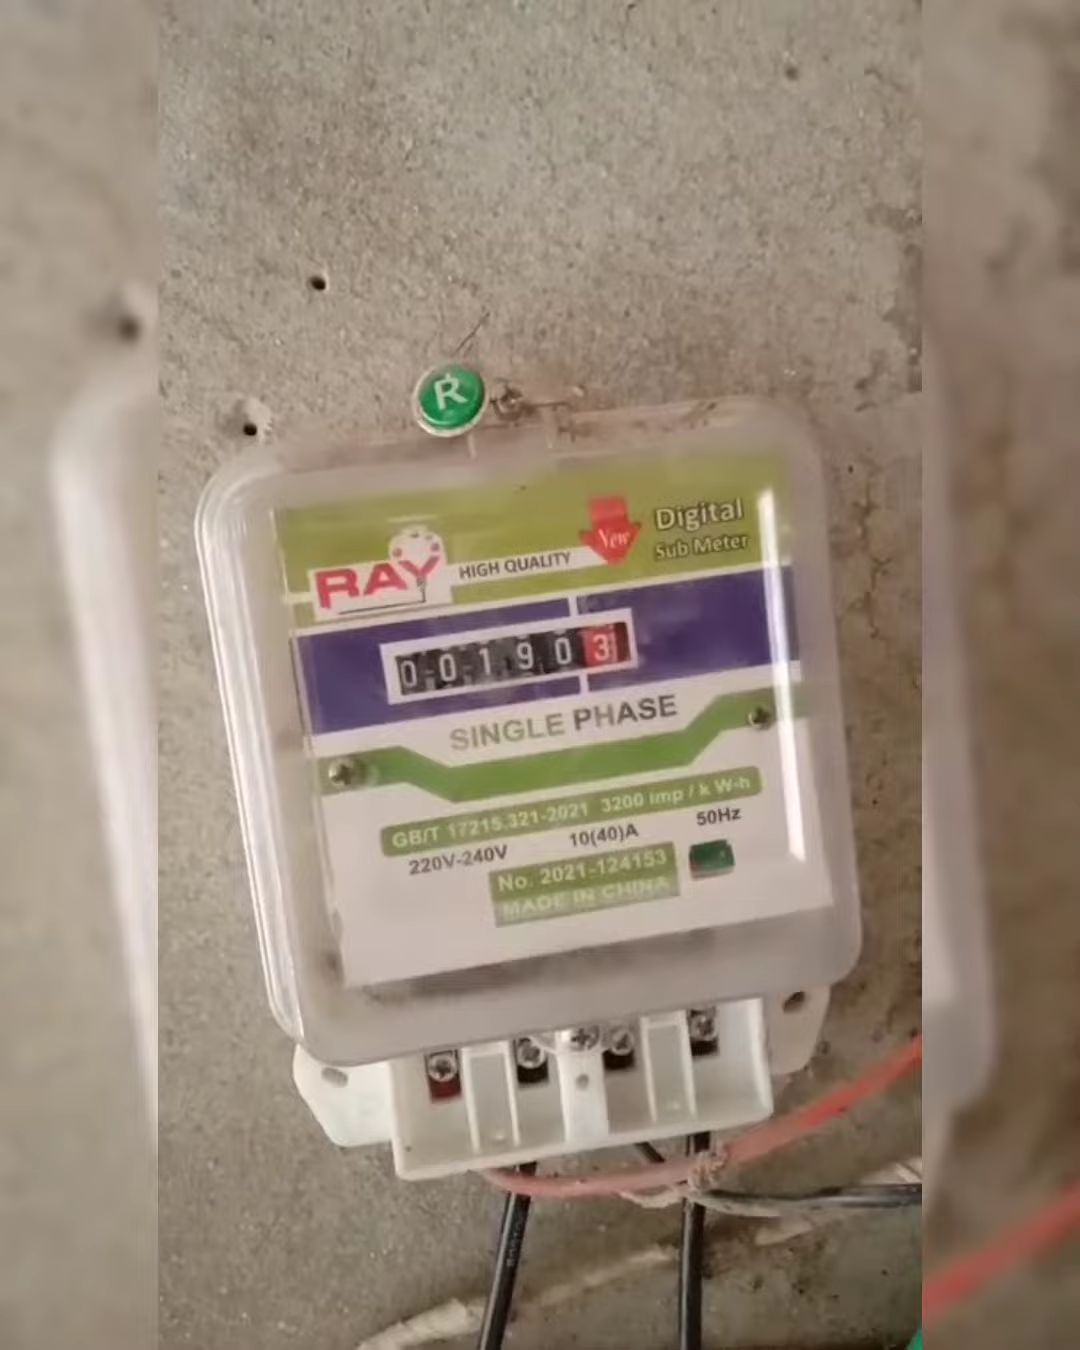 R
Digital
New
Sub Meter
RAY HIGH QUALITY
001903
SINGLE PHASE
GB/T 17215.321-2021 3200 imp / k W-h
220V-240V 10(40)A 50Hz
No. 2021-124153
MADE IN CHINA